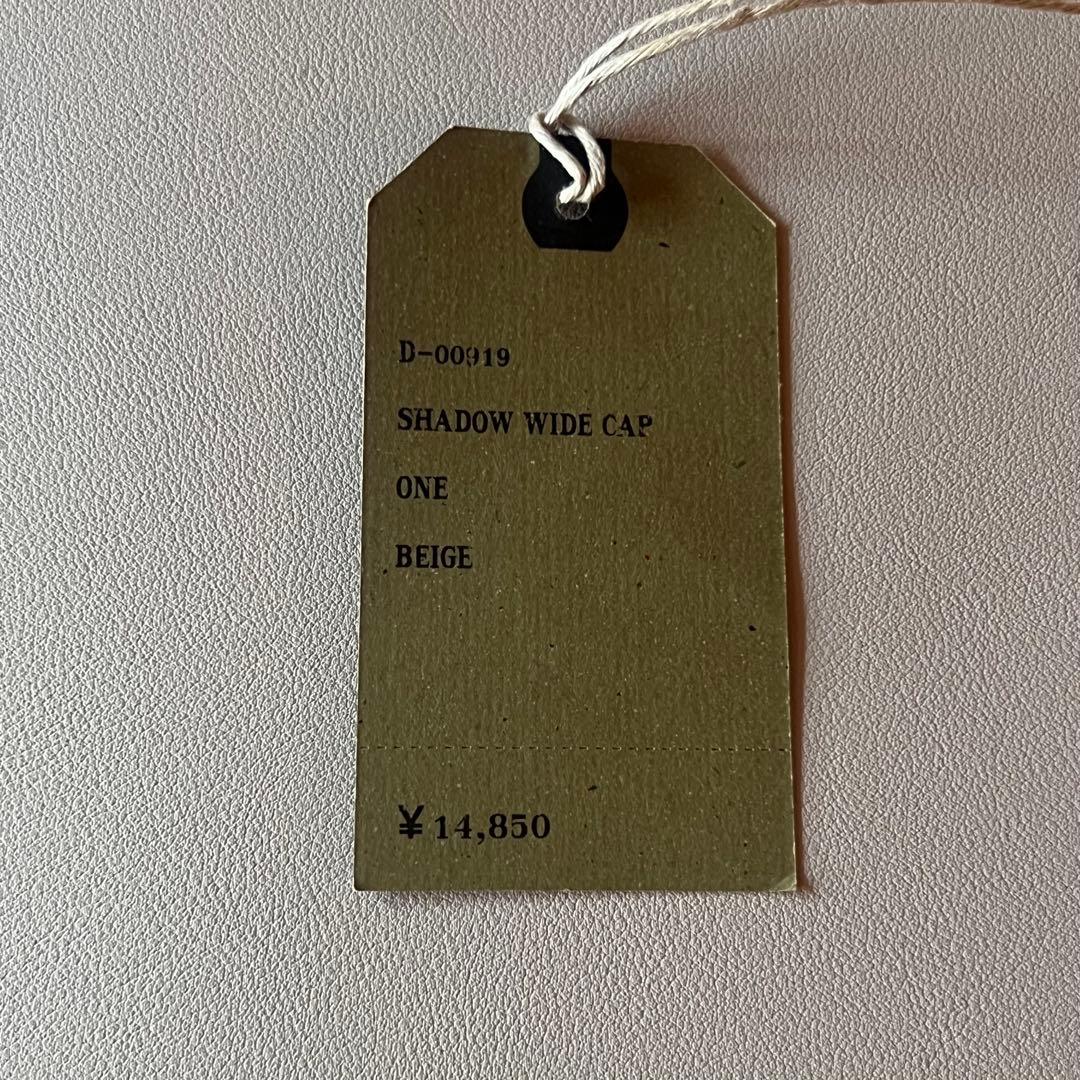 D-00919
SHADOW WIDE CAP
ONE
BEIGE
¥14,850